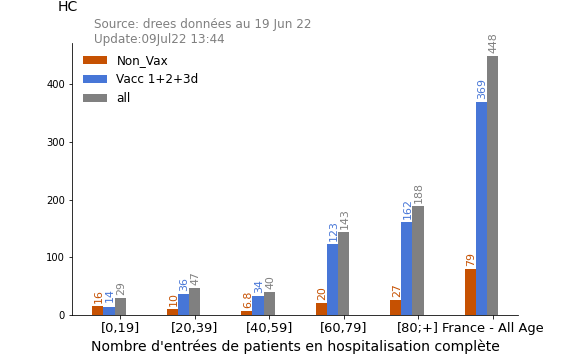 HC
Source: drees données au 19 Jun 22
Update:09Jul22 13:44
Non_Vax
Vacc 1+2+3d
all
400
300
200
100
0
16 14 29
10 36 47
6.8 34 40
20 123 143
27 162 188
79 369 448
[0,19] [20,39] [40,59] [60,79] [80;+] France - All Age
Nombre d'entrées de patients en hospitalisation complète